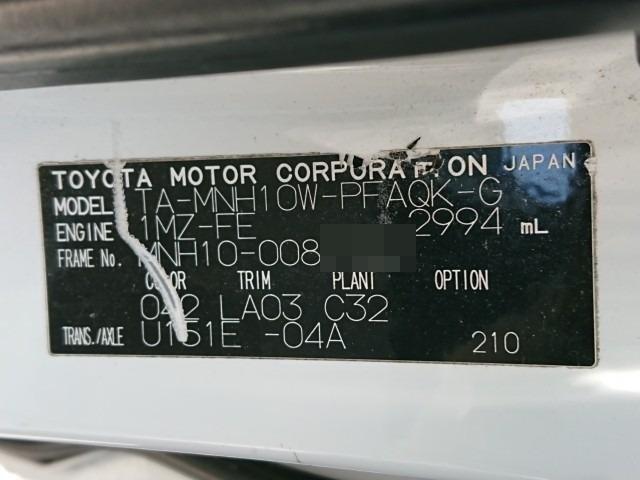 TOYOTA MOTOR CORPORATION JAPAN
MODEL TA-MNH10W-PFAQK-G
ENGINE 1MZ-FE 2994 mL
FRAME No. MNH10-008
COLOR TRIM PLANT OPTION
042 LA03 C32
TRANS./AXLE U151E -04A 210